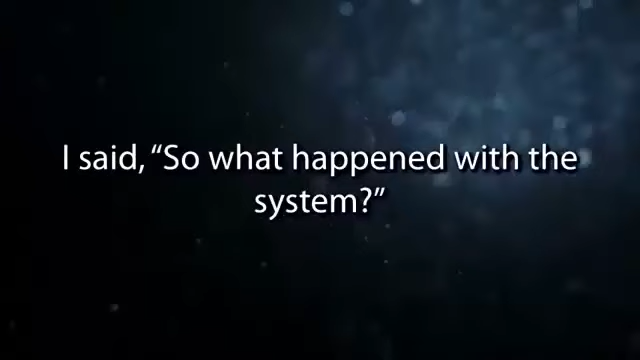 I said, “So what happened with the
system?”